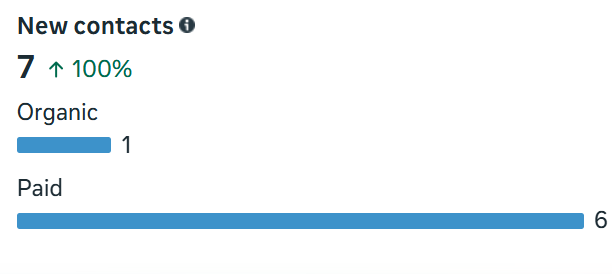 New contacts
7 ↑ 100%
Organic
1
Paid
6